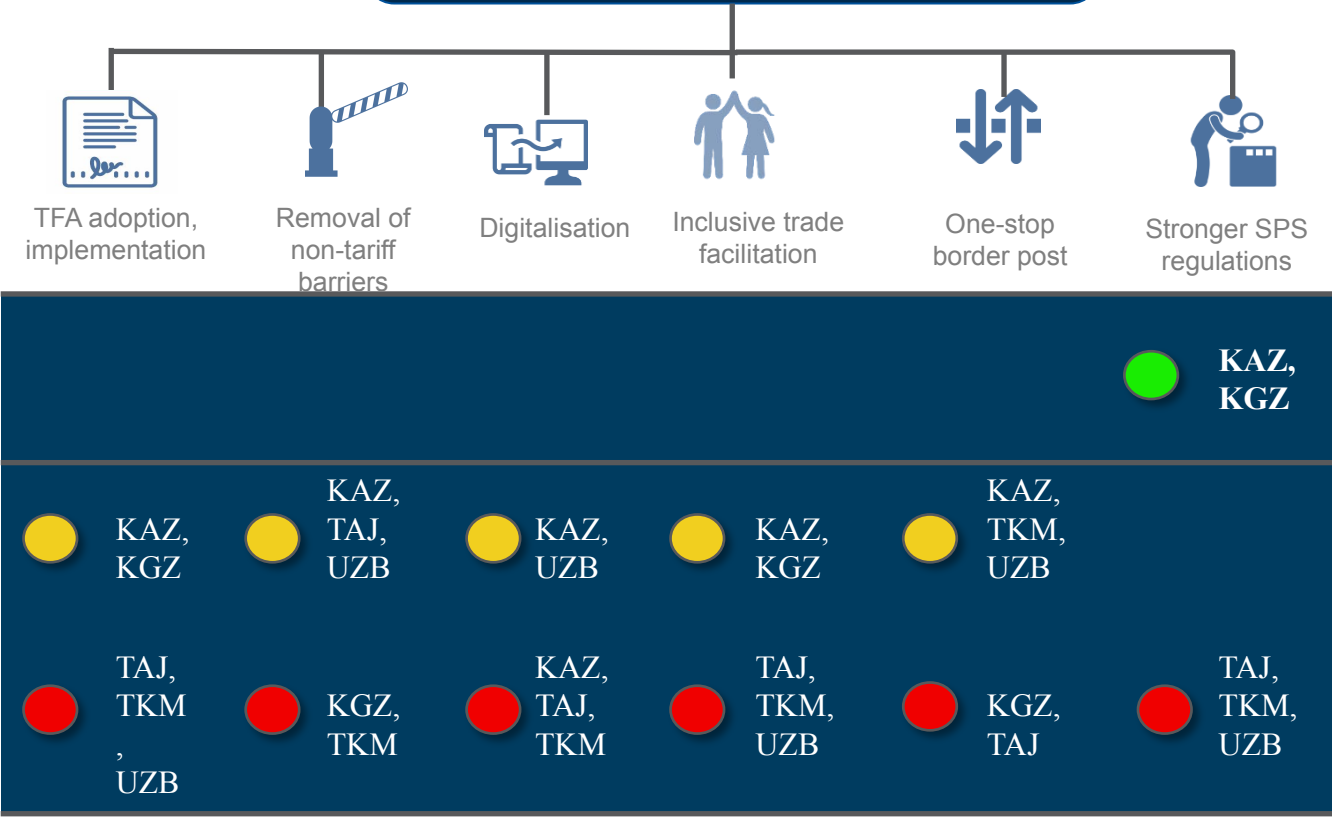 TFA adoption,
implementation
Removal of
non-tariff
barriers
Digitalisation
Inclusive trade
facilitation
One-stop
border post
Stronger SPS
regulations
KAZ,
KGZ
KAZ,
KGZ
KAZ,
TAJ,
UZB
KAZ,
UZB
KAZ,
KGZ
KAZ,
TKM,
UZB
TAJ,
TKM
,
UZB
KGZ,
TKM
KAZ,
TAJ,
TKM
TAJ,
TKM,
UZB
KGZ,
TAJ
TAJ,
TKM,
UZB